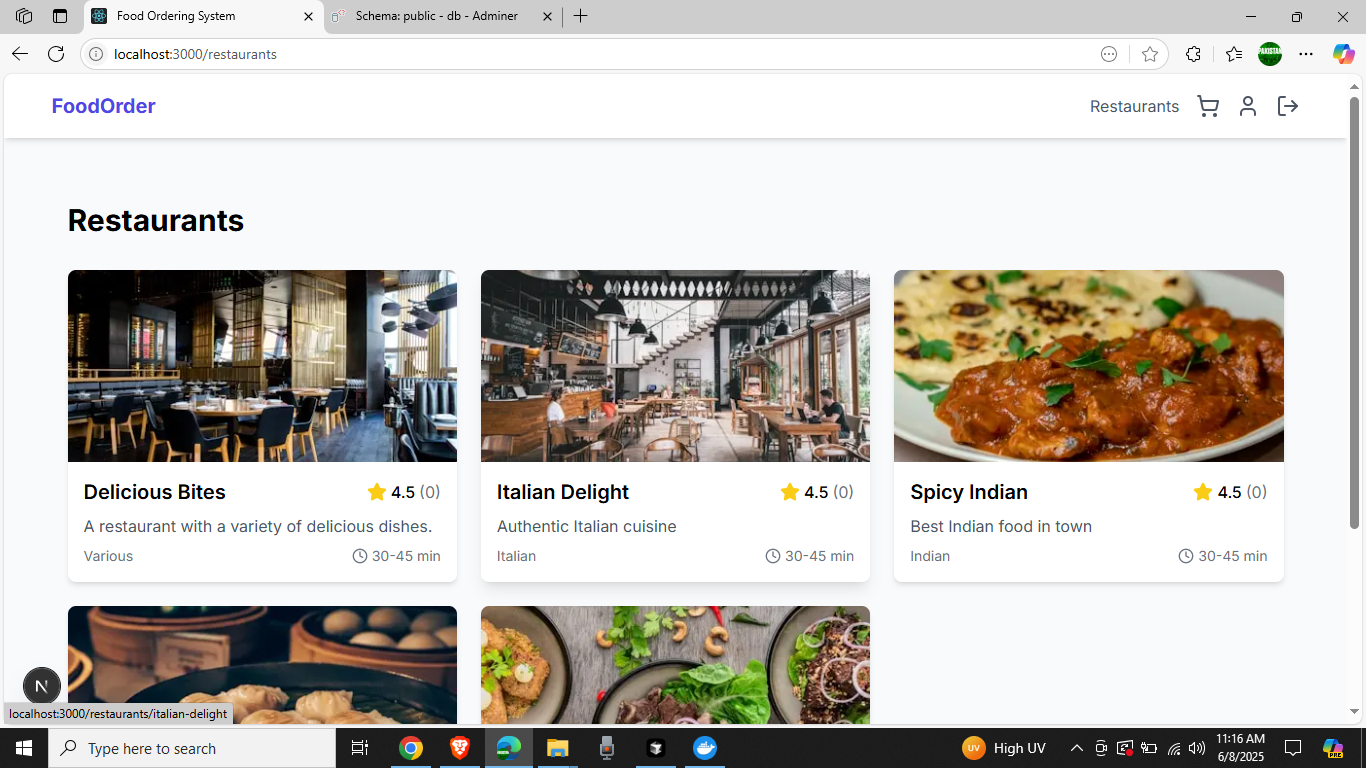 Food Ordering System
Schema: public - db - Adminer
localhost:3000/restaurants
PAKISTAN
FoodOrder
Restaurants
Restaurants
Delicious Bites
4.5 (0)
A restaurant with a variety of delicious dishes.
Various
30-45 min
Italian Delight
4.5 (0)
Authentic Italian cuisine
Italian
30-45 min
Spicy Indian
4.5 (0)
Best Indian food in town
Indian
30-45 min
N
localhost:3000/restaurants/italian-delight
Type here to search
UV
High UV
11:16 AM
6/8/2025
PRE